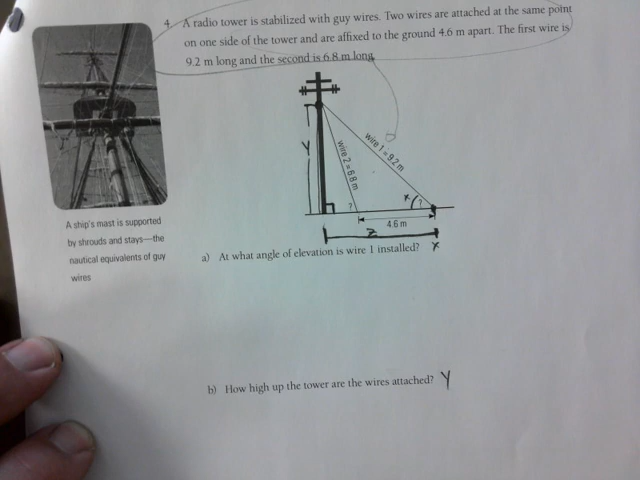 4. A radio tower is stabilized with guy wires. Two wires are attached at the same point
on one side of the tower and are affixed to the ground 4.6 m apart. The first wire is
9.2 m long and the second is 6.8 m long.
Y
wire 2 = 6.8 m
wire 1 = 9.2 m
?
x
?
4.6 m
z
A ship's mast is supported
by shrouds and stays—the
nautical equivalents of guy
wires
a) At what angle of elevation is wire 1 installed? x
b) How high up the tower are the wires attached? Y